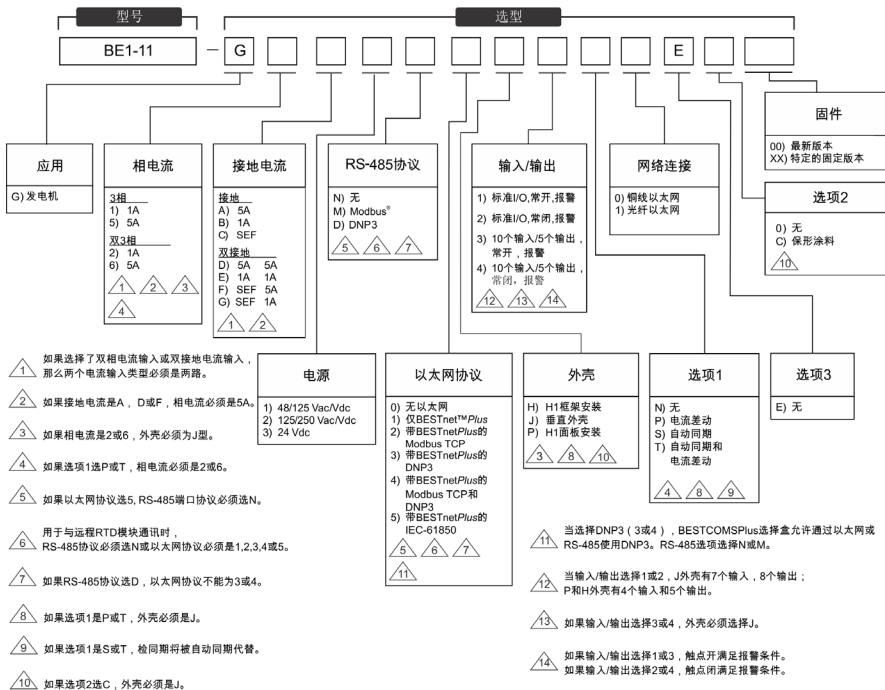 型号
选型
BE1-11 – G E
应用
G) 发电机
相电流
3相
1) 1A
5) 5A
双3相
2) 1A
6) 5A
1 2 3
4
接地电流
接地
A) 5A
B) 1A
C) SEF
双接地
D) 5A 5A
E) 1A 1A
F) SEF 5A
G) SEF 1A
1 2
RS-485协议
N) 无
M) Modbus®
D) DNP3
5 6 7
输入/输出
1) 标准I/O,常开,报警
2) 标准I/O,常闭,报警
3) 10个输入/5个输出，
常开，报警
4) 10个输入/5个输出，
常闭，报警
12 13 14
网络连接
0) 铜线以太网
1) 光纤以太网
固件
00) 最新版本
XX) 特定的固定版本
选项2
0) 无
C) 保形涂料
10
电源
1) 48/125 Vac/Vdc
2) 125/250 Vac/Vdc
3) 24 Vdc
以太网协议
0) 无以太网
1) 仅BESTnet™Plus
2) 带BESTnetPlus的
Modbus TCP
3) 带BESTnetPlus的
DNP3
4) 带BESTnetPlus的
Modbus TCP和
DNP3
5) 带BESTnetPlus的
IEC-61850
5 6 7
11
外壳
H) H1框架安装
J) 垂直外壳
P) H1面板安装
3 8 10
选项1
N) 无
P) 电流差动
S) 自动同期
T) 自动同期和
电流差动
4 8 9
选项3
E) 无
1 如果选择了双相电流输入或双接地电流输入，
那么两个电流输入类型必须是两路。
2 如果接地电流是A，D或F，相电流必须是5A。
3 如果相电流是2或6，外壳必须为J型。
4 如果选项1选P或T，相电流必须是2或6。
5 如果以太网协议选5, RS-485端口协议必须选N。
6 用于与远程RTD模块通讯时，
RS-485协议必须选N或以太网协议必须是1,2,3,4或5。
7 如果RS-485协议选D，以太网协议不能为3或4。
8 如果选项1是P或T，外壳必须是J。
9 如果选项1是S或T，检同期将被自动同期代替。
10 如果选项2选C，外壳必须是J。
11 当选择DNP3（3或4），BESTCOMSPlus选择盒允许通过以太网或
RS-485使用DNP3。RS-485选项选择N或M。
12 当输入/输出选择1或2，J外壳有7个输入，8个输出；
P和H外壳有4个输入和5个输出。
13 如果输入/输出选择3或4，外壳必须选择J。
14 如果输入/输出选择1或3，触点开满足报警条件。
如果输入/输出选择2或4，触点闭满足报警条件。